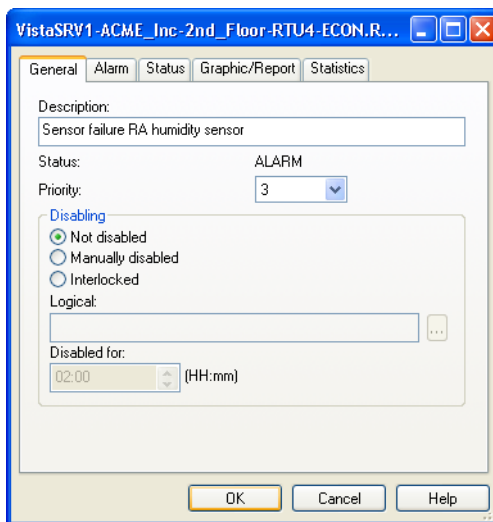 VistaSRV1-ACME_Inc-2nd_Floor-RTU4-ECON.R...
General Alarm Status Graphic/Report Statistics
Description:
Sensor failure RA humidity sensor
Status: ALARM
Priority: 3
Disabling
Not disabled
Manually disabled
Interlocked
Logical:
...
Disabled for:
02:00 (HH:mm)
OK Cancel Help